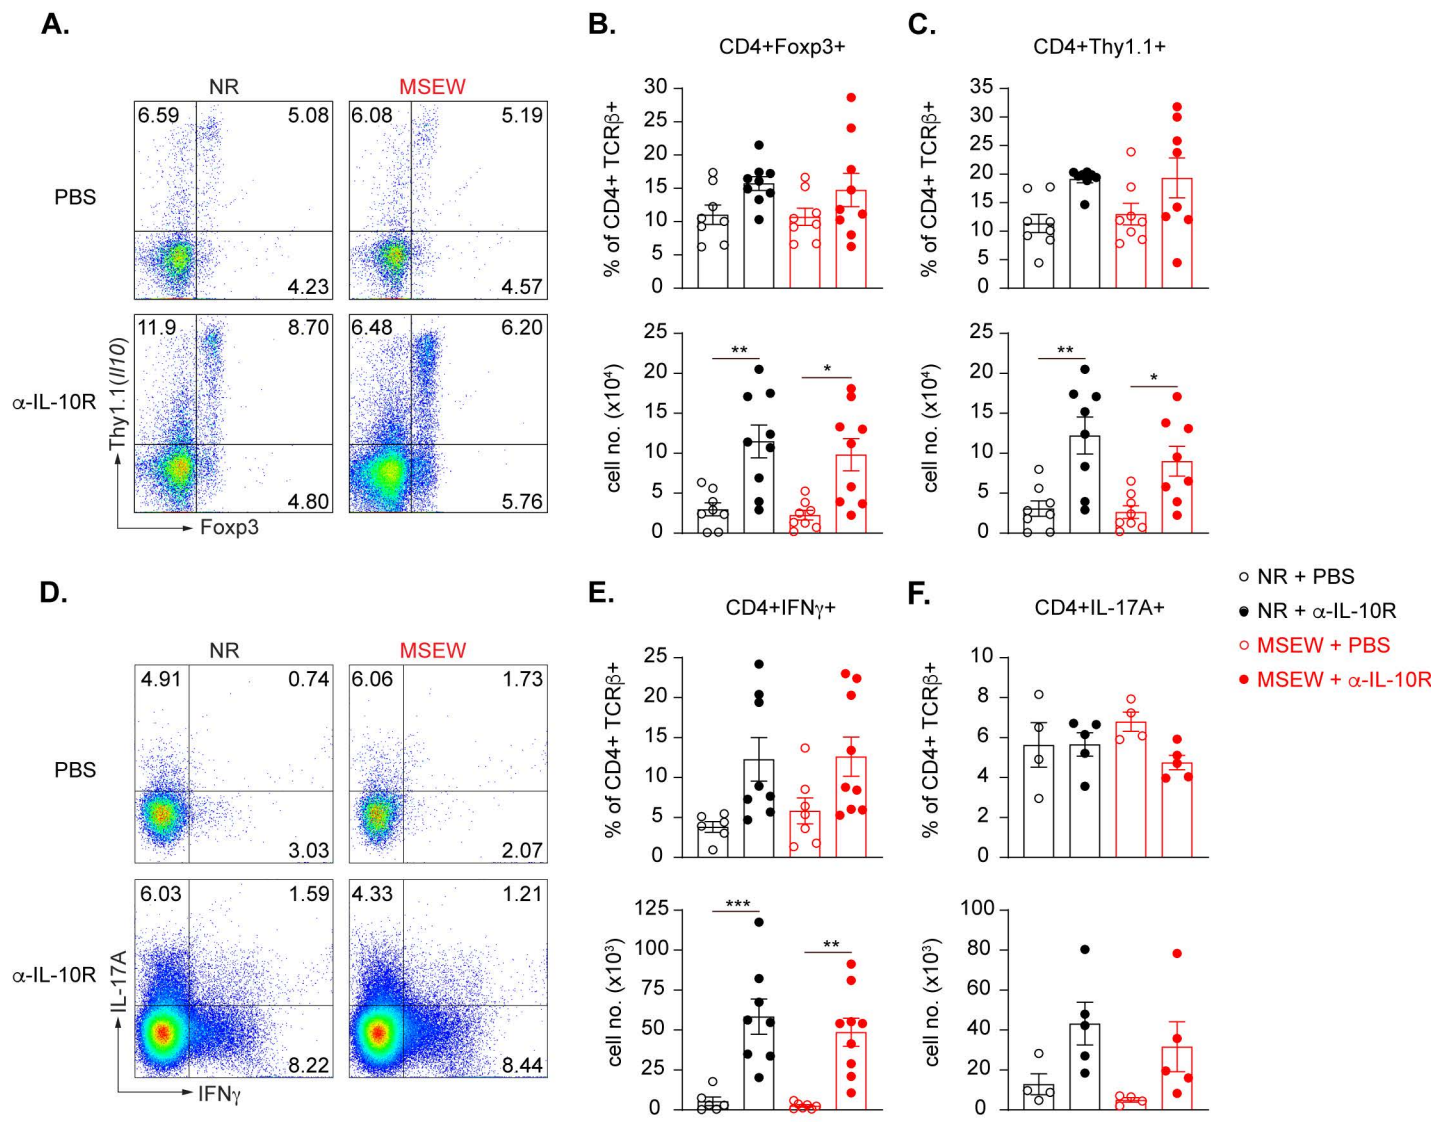 A.
NR MSEW
PBS
6.59 5.08
4.23
6.08 5.19
4.57
α-IL-10R
11.9 8.70
4.80
6.48 6.20
5.76
Thy1.1(Il10)
Foxp3
B.
CD4+Foxp3+
% of CD4+ TCRβ+
30
25
20
15
10
5
0
cell no. (x10⁴)
25
20
15
10
5
0
** *
C.
CD4+Thy1.1+
% of CD4+ TCRβ+
35
30
25
20
15
10
5
0
cell no. (x10⁴)
25
20
15
10
5
0
** *
D.
NR MSEW
PBS
4.91 0.74
3.03
6.06 1.73
2.07
α-IL-10R
6.03 1.59
8.22
4.33 1.21
8.44
IL-17A
IFNγ
E.
CD4+IFNγ+
% of CD4+ TCRβ+
25
20
15
10
5
0
cell no. (x10³)
125
100
75
50
25
0
*** **
F.
CD4+IL-17A+
% of CD4+ TCRβ+
10
8
6
4
2
0
cell no. (x10³)
100
80
60
40
20
0
NR + PBS
NR + α-IL-10R
MSEW + PBS
MSEW + α-IL-10R